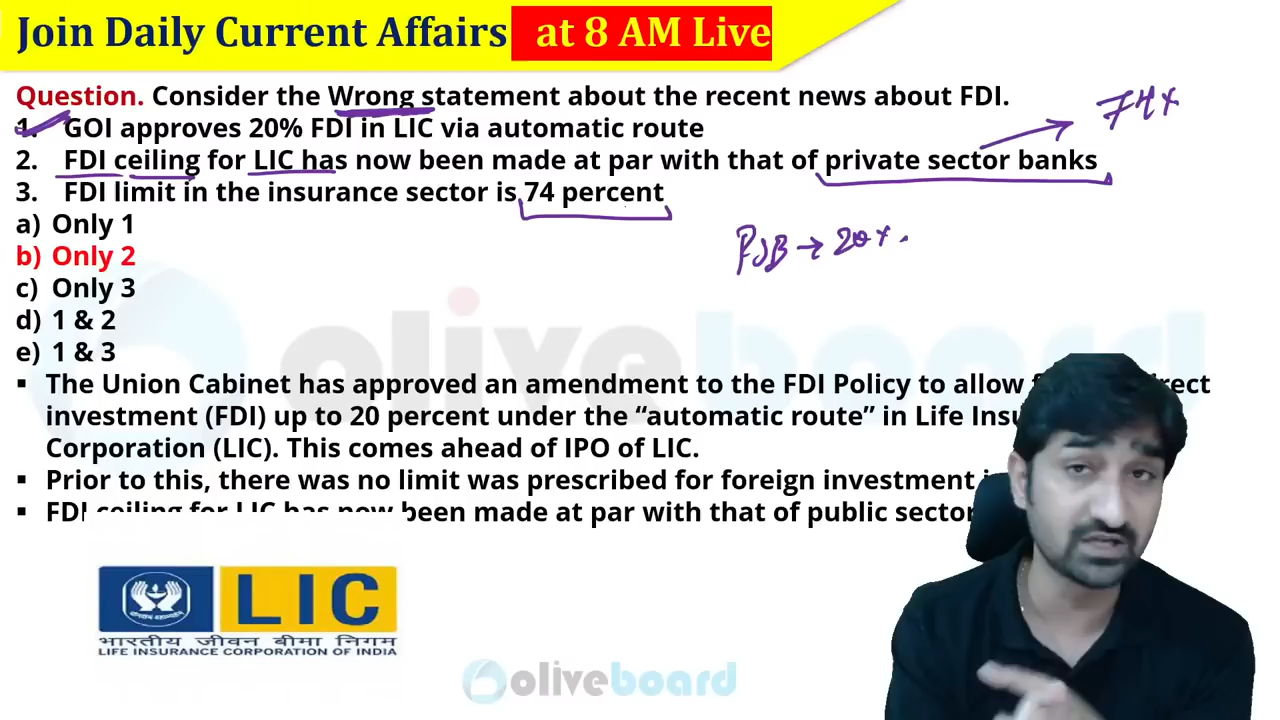 Join Daily Current Affairs at 8 AM Live
Question. Consider the Wrong statement about the recent news about FDI.
1. GOI approves 20% FDI in LIC via automatic route
74%
2. FDI ceiling for LIC has now been made at par with that of private sector banks
3. FDI limit in the insurance sector is 74 percent
a) Only 1
PSB → 20%.
b) Only 2
c) Only 3
d) 1 & 2
e) 1 & 3
oliveboard
▪ The Union Cabinet has approved an amendment to the FDI Policy to allow
investment (FDI) up to 20 percent under the “automatic route” in Life
Corporation (LIC). This comes ahead of IPO of LIC.
▪ Prior to this, there was no limit was prescribed for foreign investment
▪ FDI ceiling for LIC has now been made at par with that of public sector
LIC
भारतीय जीवन बीमा निगम
LIFE INSURANCE CORPORATION OF INDIA
oliveboard